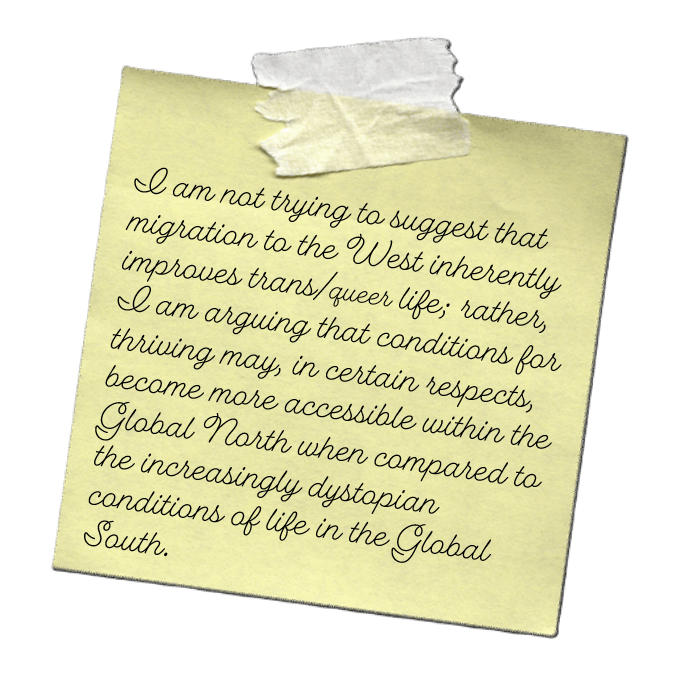 I am not trying to suggest that
migration to the West inherently
improves trans/queer life; rather,
I am arguing that conditions for
thriving may, in certain respects,
become more accessible within the
Global North when compared to
the increasingly dystopian
conditions of life in the Global
South.